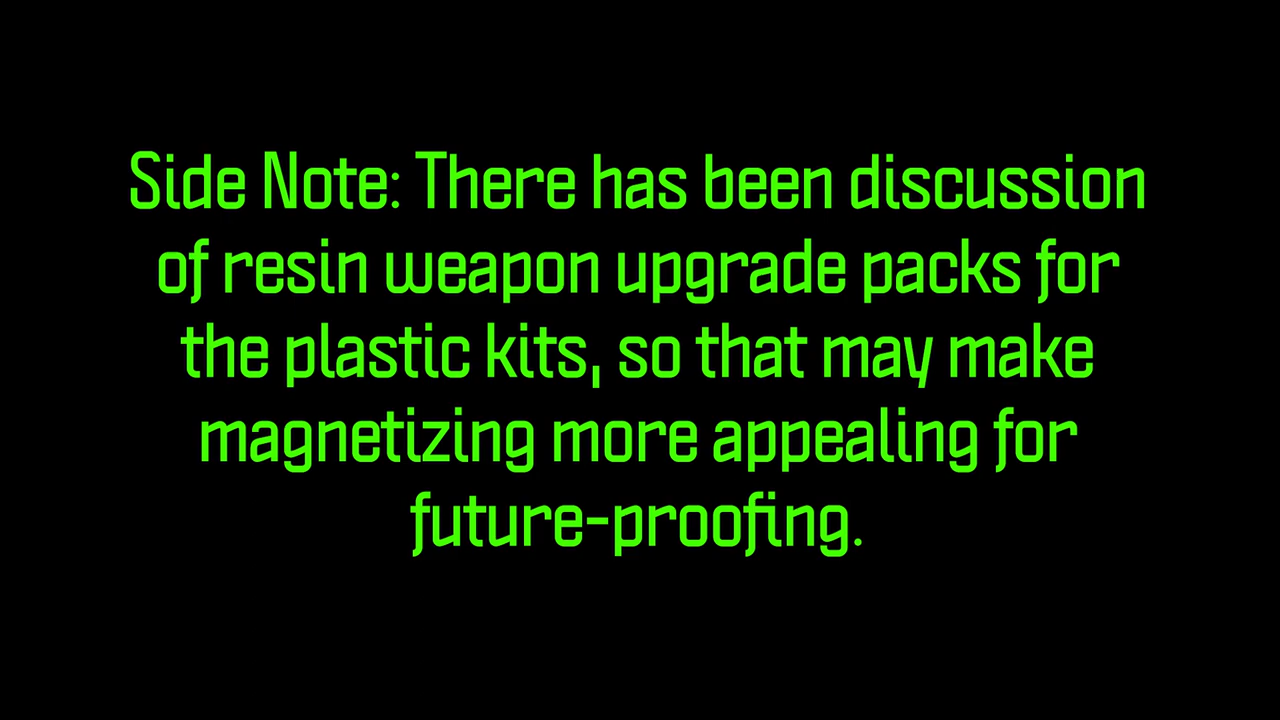 Side Note: There has been discussion
of resin weapon upgrade packs for
the plastic kits, so that may make
magnetizing more appealing for
future-proofing.